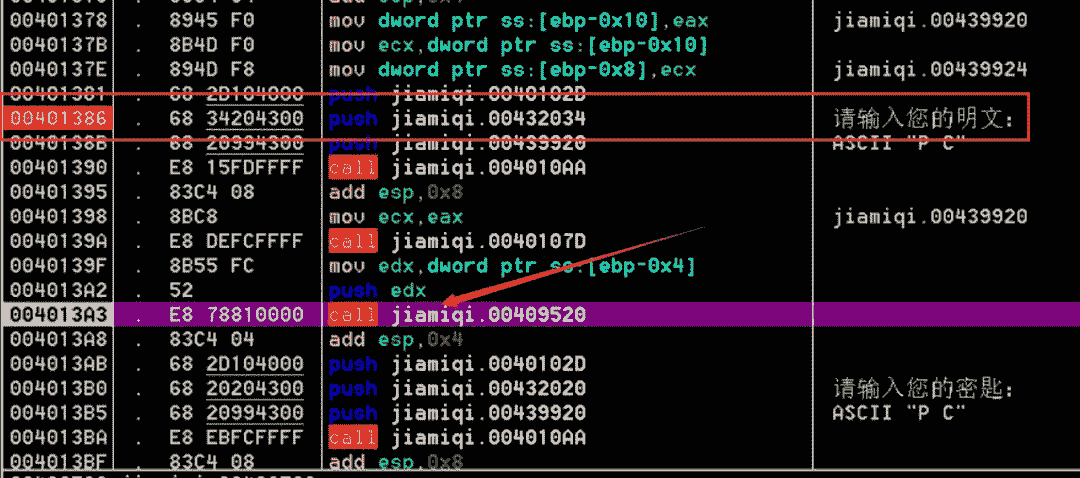 00401378 . 8945 F0 mov dword ptr ss:[ebp-0x10],eax jiamiqi.00439920
0040137B . 8B4D F0 mov ecx,dword ptr ss:[ebp-0x10]
0040137E . 894D F8 mov dword ptr ss:[ebp-0x8],ecx jiamiqi.00439924
00401381 . 68 2D104000 push jiamiqi.0040102D
00401386 . 68 34204300 push jiamiqi.00432034 请输入您的明文:
0040138B . 68 20994300 push jiamiqi.00439920 ASCII "P C"
00401390 . E8 15FDFFFF call jiamiqi.004010AA
00401395 . 83C4 08 add esp,0x8
00401398 . 8BC8 mov ecx,eax jiamiqi.00439920
0040139A . E8 DEFCFFFF call jiamiqi.0040107D
0040139F . 8B55 FC mov edx,dword ptr ss:[ebp-0x4]
004013A2 . 52 push edx
004013A3 . E8 78810000 call jiamiqi.00409520
004013A8 . 83C4 04 add esp,0x4
004013AB . 68 2D104000 push jiamiqi.0040102D
004013B0 . 68 20204300 push jiamiqi.00432020 请输入您的密匙:
004013B5 . 68 20994300 push jiamiqi.00439920 ASCII "P C"
004013BA . E8 EBFCFFFF call jiamiqi.004010AA
004013BF . 83C4 08 add esp,0x8